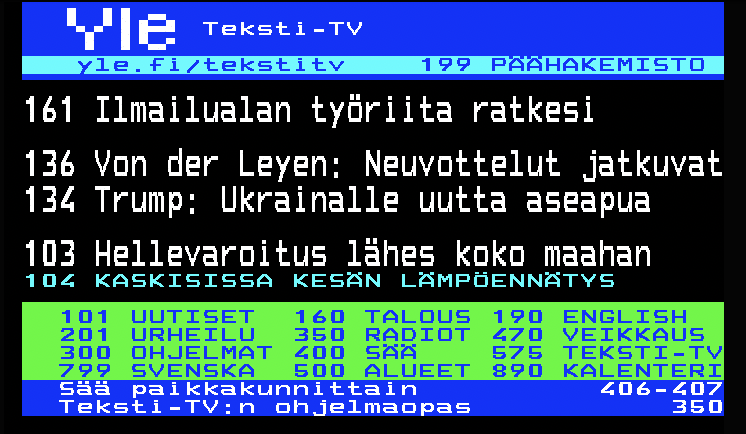 Yle Teksti-TV
yle.fi/tekstitv 199 PÄÄHAKEMISTO
161 Ilmailualan työriita ratkesi
136 Von der Leyen: Neuvottelut jatkuvat
134 Trump: Ukrainalle uutta aseapua
103 Hellevaroitus lähes koko maahan
104 KASKISISSA KESÄN LÄMPÖENNÄTYS
101 UUTISET 160 TALOUS 190 ENGLISH
201 URHEILU 350 RADIOT 470 VEIKKAUS
300 OHJELMAT 400 SÄÄ 575 TEKSTI-TV
799 SVENSKA 500 ALUEET 890 KALENTERI
Sää paikkakunnittain 406-407
Teksti-TV:n ohjelmaopas 350